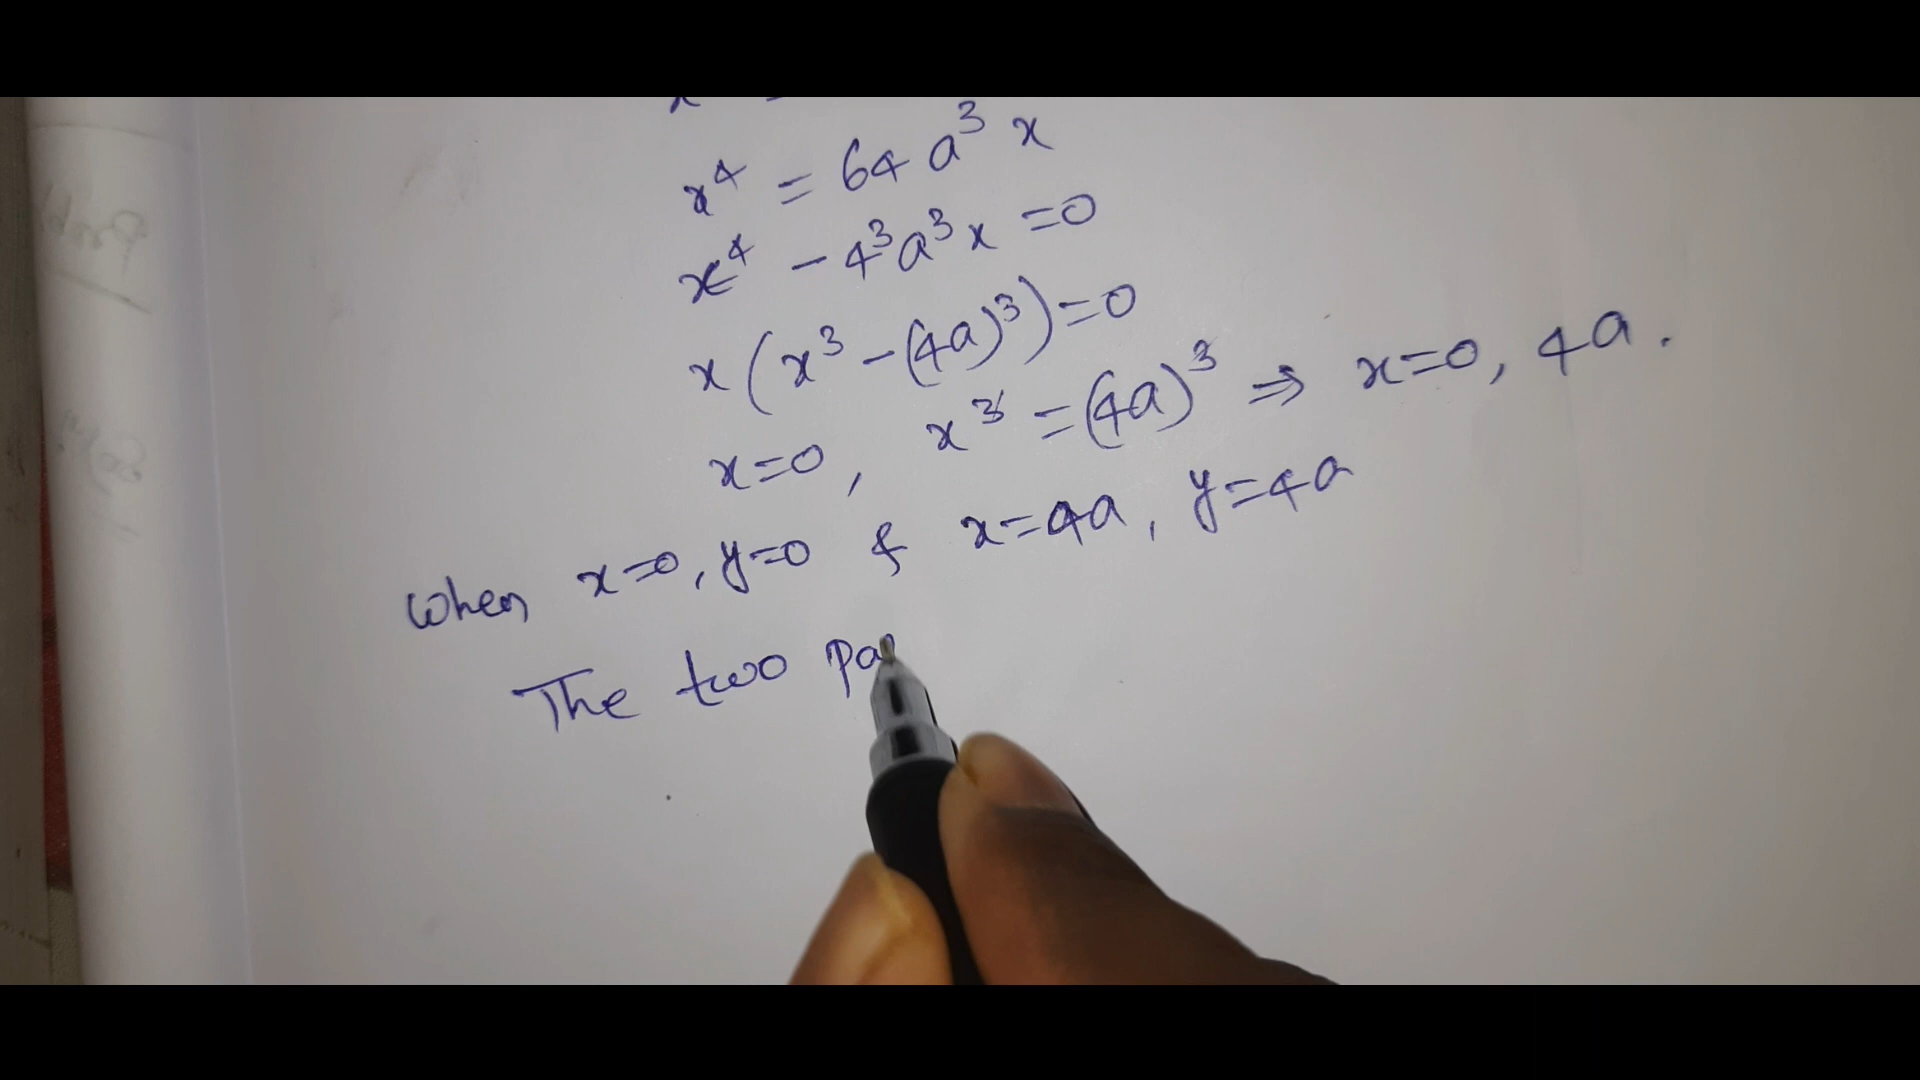 x⁴ = 64 a³ x
x⁴ - 4³a³x = 0
x(x³ - (4a)³) = 0
x=0, x³ = (4a)³ ⇒ x=0, 4a.
When x=0, y=0 & x=4a, y=4a
The two pa